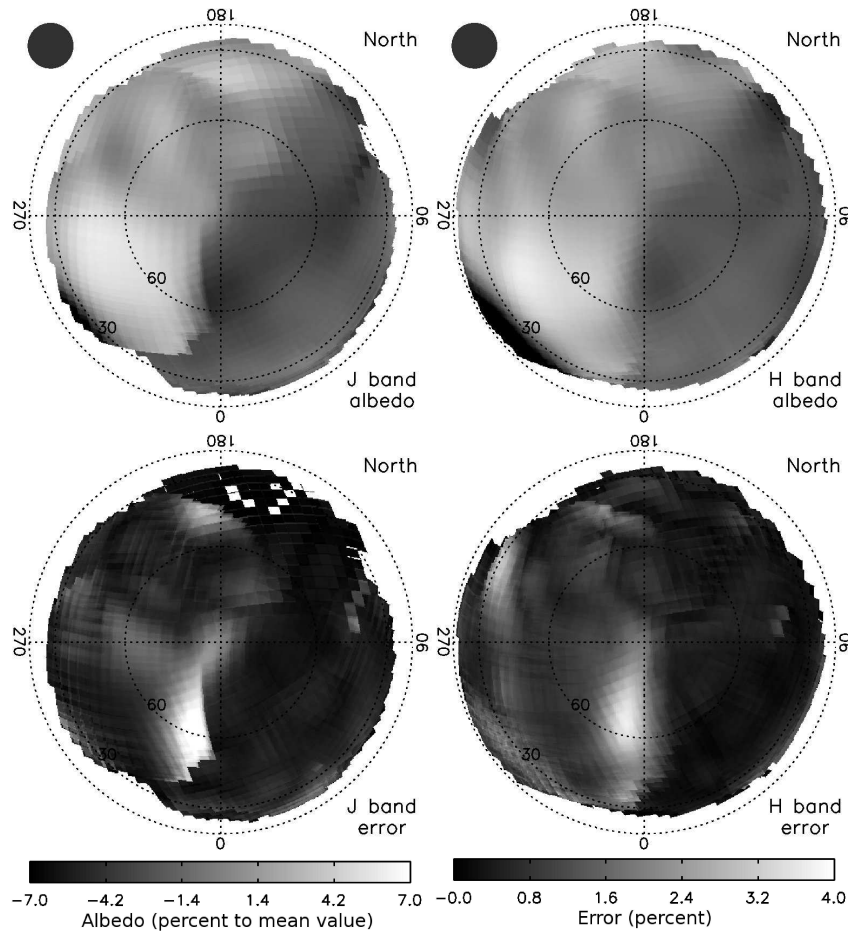 180
North
270
90
60
30
J band
albedo
0
180
North
270
90
60
30
H band
albedo
0
180
North
270
90
60
30
J band
error
0
180
North
270
90
60
30
H band
error
0
-7.0 -4.2 -1.4 1.4 4.2 7.0
Albedo (percent to mean value)
-0.0 0.8 1.6 2.4 3.2 4.0
Error (percent)